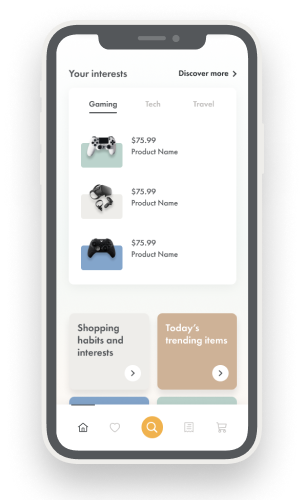 Your interests
Discover more
Gaming
Tech
Travel
$75.99
Product Name
$75.99
Product Name
$75.99
Product Name
Shopping
habits and
interests
Today's
trending items